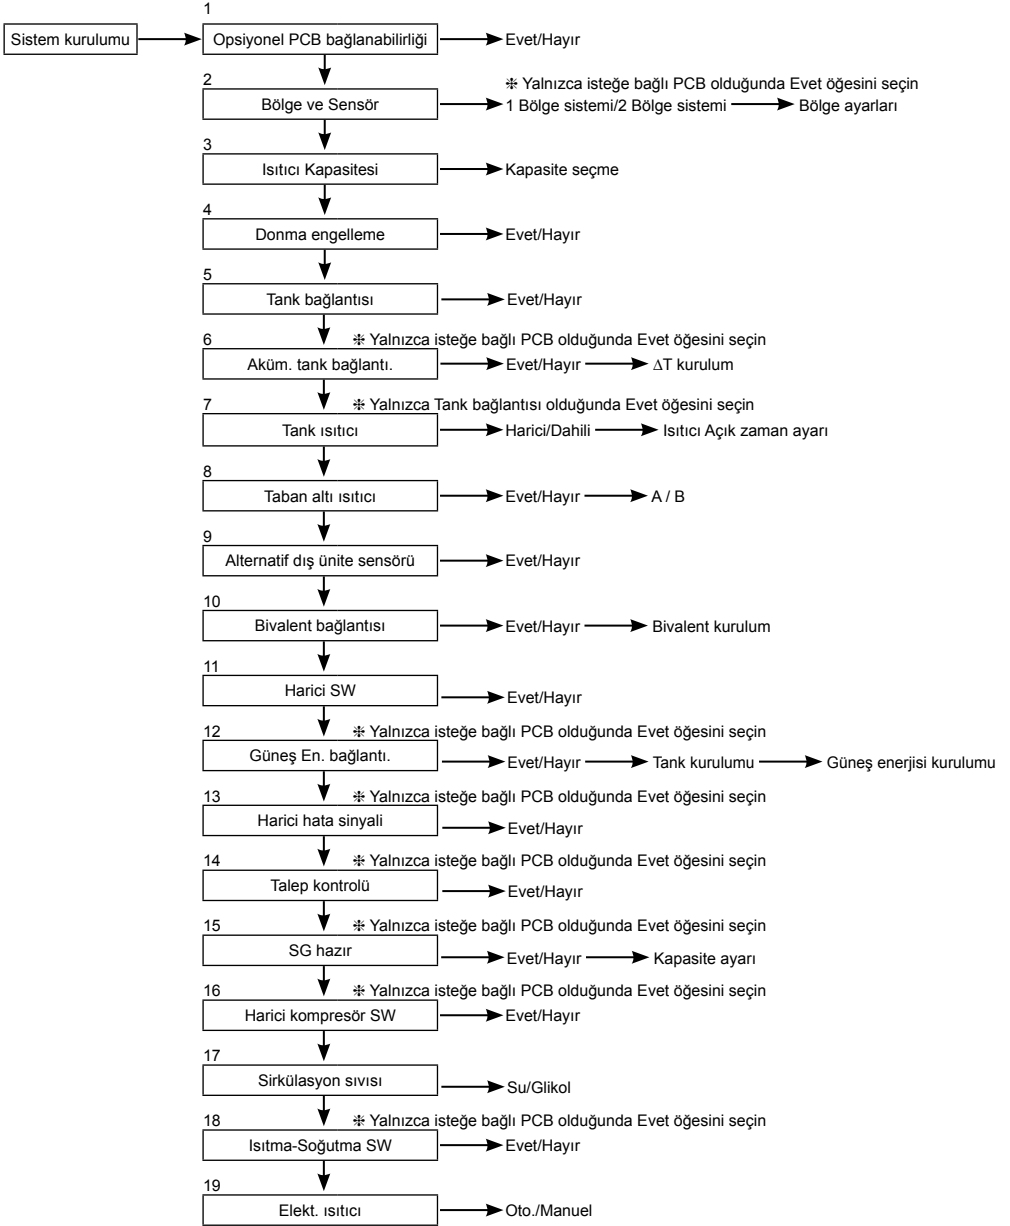 1
Sistem kurulumu Opsiyonel PCB bağlanabilirliği Evet/Hayır
2 ❉ Yalnızca isteğe bağlı PCB olduğunda Evet öğesini seçin
Bölge ve Sensör 1 Bölge sistemi/2 Bölge sistemi Bölge ayarları
3
Isıtıcı Kapasitesi Kapasite seçme
4
Donma engelleme Evet/Hayır
5
Tank bağlantısı Evet/Hayır
6 ❉ Yalnızca isteğe bağlı PCB olduğunda Evet öğesini seçin
Aküm. tank bağlantı. Evet/Hayır ΔT kurulum
7 ❉ Yalnızca Tank bağlantısı olduğunda Evet öğesini seçin
Tank ısıtıcı Harici/Dahili Isıtıcı Açık zaman ayarı
8
Taban altı ısıtıcı Evet/Hayır A / B
9
Alternatif dış ünite sensörü Evet/Hayır
10
Bivalent bağlantısı Evet/Hayır Bivalent kurulum
11
Harici SW Evet/Hayır
12 ❉ Yalnızca isteğe bağlı PCB olduğunda Evet öğesini seçin
Güneş En. bağlantı. Evet/Hayır Tank kurulumu Güneş enerjisi kurulumu
13 ❉ Yalnızca isteğe bağlı PCB olduğunda Evet öğesini seçin
Harici hata sinyali Evet/Hayır
14 ❉ Yalnızca isteğe bağlı PCB olduğunda Evet öğesini seçin
Talep kontrolü Evet/Hayır
15 ❉ Yalnızca isteğe bağlı PCB olduğunda Evet öğesini seçin
SG hazır Evet/Hayır Kapasite ayarı
16 ❉ Yalnızca isteğe bağlı PCB olduğunda Evet öğesini seçin
Harici kompresör SW Evet/Hayır
17
Sirkülasyon sıvısı Su/Glikol
18 ❉ Yalnızca isteğe bağlı PCB olduğunda Evet öğesini seçin
Isıtma-Soğutma SW Evet/Hayır
19
Elekt. ısıtıcı Oto./Manuel